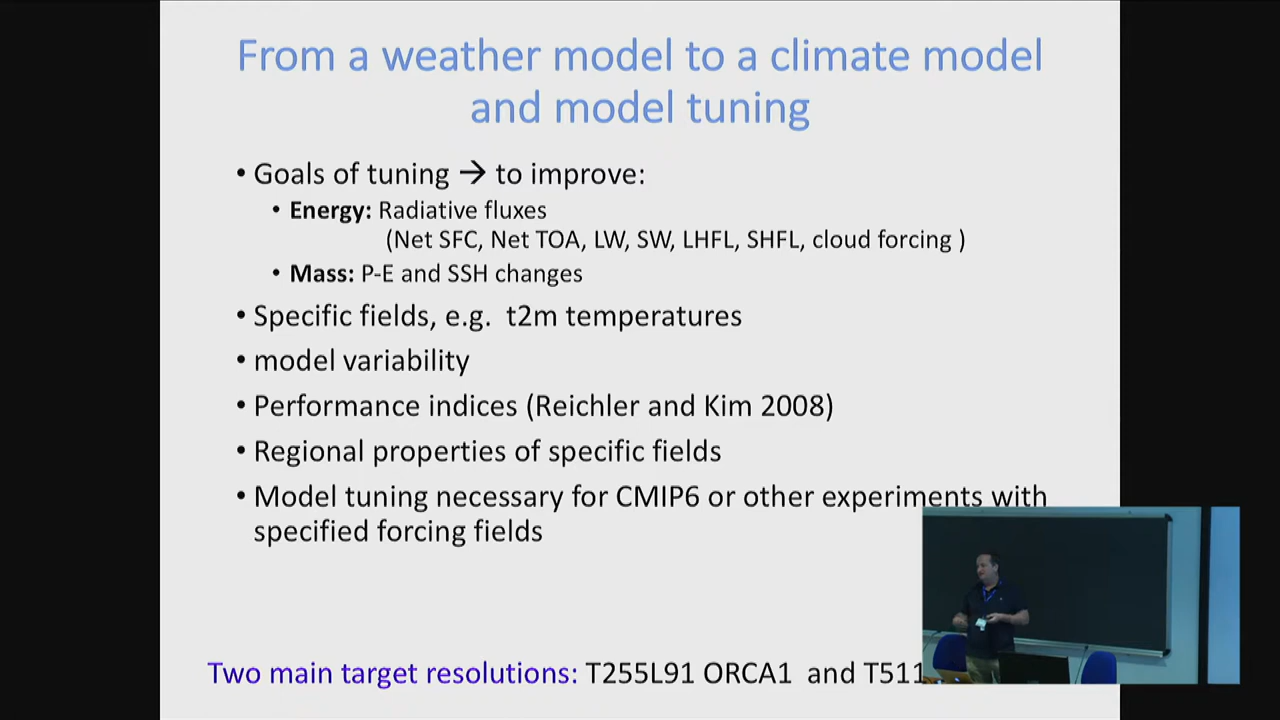 From a weather model to a climate model
and model tuning
• Goals of tuning → to improve:
• Energy: Radiative fluxes
(Net SFC, Net TOA, LW, SW, LHFL, SHFL, cloud forcing )
• Mass: P-E and SSH changes
• Specific fields, e.g. t2m temperatures
• model variability
• Performance indices (Reichler and Kim 2008)
• Regional properties of specific fields
• Model tuning necessary for CMIP6 or other experiments with
specified forcing fields
Two main target resolutions: T255L91 ORCA1 and T511